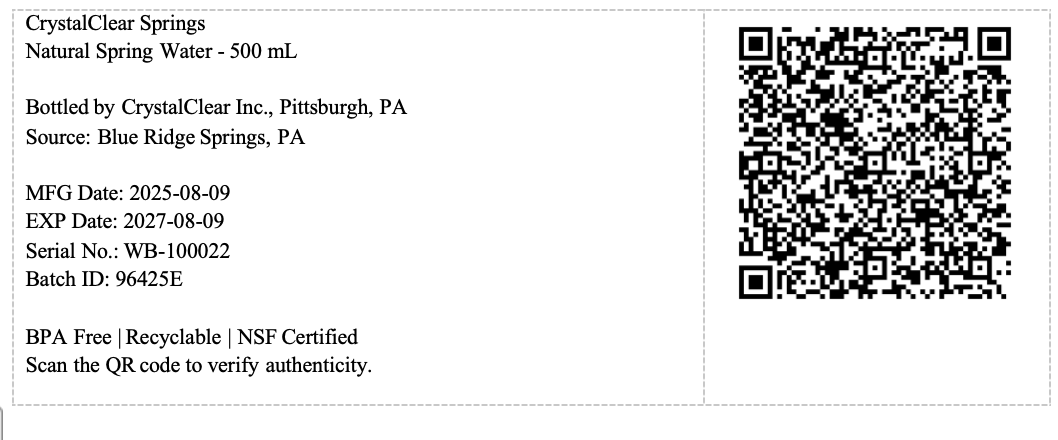 CrystalClear Springs
Natural Spring Water - 500 mL
Bottled by CrystalClear Inc., Pittsburgh, PA
Source: Blue Ridge Springs, PA
MFG Date: 2025-08-09
EXP Date: 2027-08-09
Serial No.: WB-100022
Batch ID: 96425E
BPA Free | Recyclable | NSF Certified
Scan the QR code to verify authenticity.